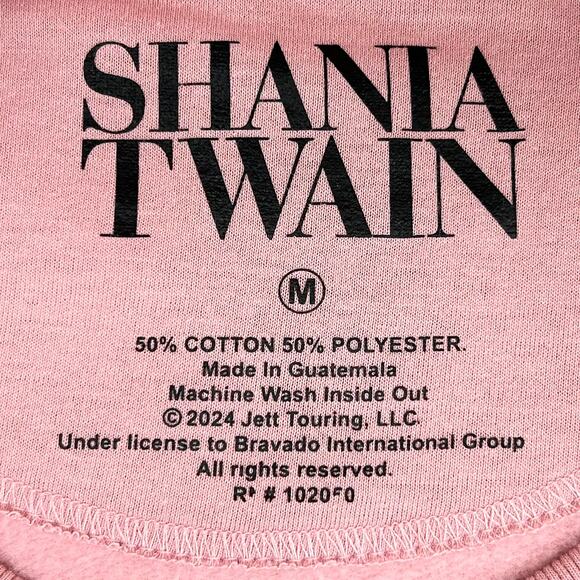 SHANIA
TWAIN
M
50% COTTON 50% POLYESTER.
Made In Guatemala
Machine Wash Inside Out
© 2024 Jett Touring, LLC.
Under license to Bravado International Group
All rights reserved.
#